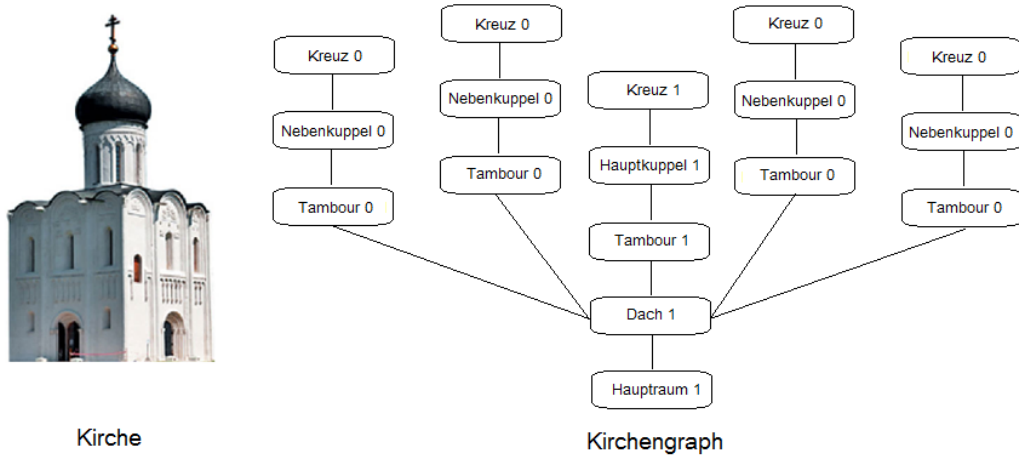 Kreuz 0
Kreuz 0
Kreuz 0
Kreuz 0
Kreuz 1
Nebenkuppel 0
Nebenkuppel 0
Nebenkuppel 0
Nebenkuppel 0
Hauptkuppel 1
Tambour 0
Tambour 0
Tambour 0
Tambour 0
Tambour 1
Dach 1
Hauptraum 1
Kirche
Kirchengraph